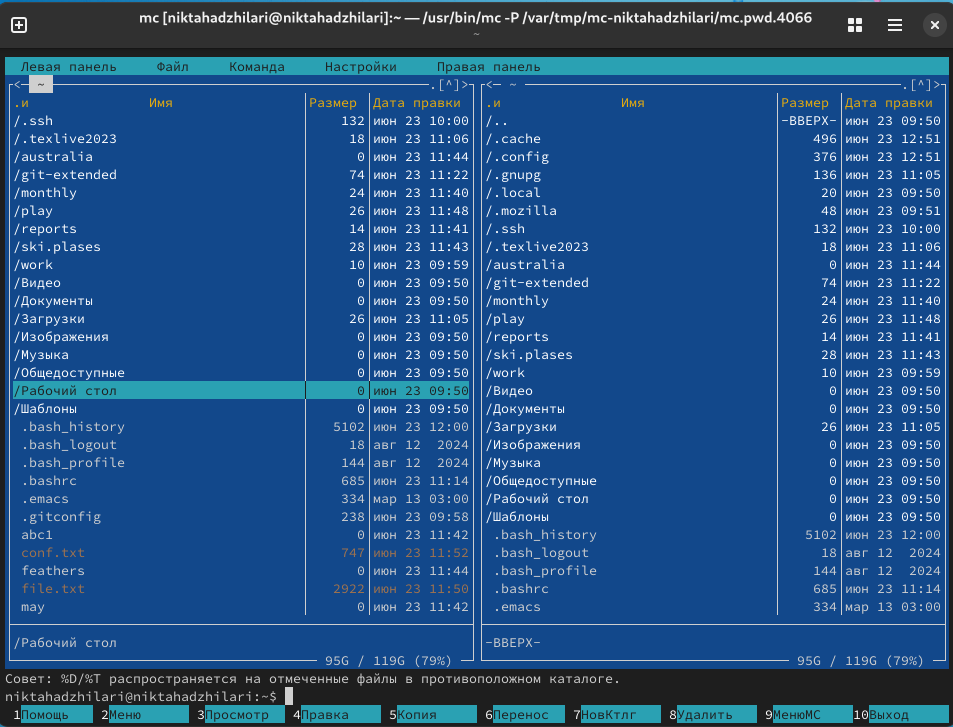 mc [niktahadzhilari@niktahadzhilari]:~ — /usr/bin/mc -P /var/tmp/mc-niktahadzhilari/mc.pwd.4066
~
Левая панель Файл Команда Настройки Правая панель
<- ~ .[^]>
.и Имя Размер Дата правки
/.ssh 132 июн 23 10:00
/.texlive2023 18 июн 23 11:06
/australia 0 июн 23 11:44
/git-extended 74 июн 23 11:22
/monthly 24 июн 23 11:40
/play 26 июн 23 11:48
/reports 14 июн 23 11:41
/ski.plases 28 июн 23 11:43
/work 10 июн 23 09:59
/Видео 0 июн 23 09:50
/Документы 0 июн 23 09:50
/Загрузки 26 июн 23 11:05
/Изображения 0 июн 23 09:50
/Музыка 0 июн 23 09:50
/Общедоступные 0 июн 23 09:50
/Рабочий стол 0 июн 23 09:50
/Шаблоны 0 июн 23 09:50
.bash_history 5102 июн 23 12:00
.bash_logout 18 авг 12 2024
.bash_profile 144 авг 12 2024
.bashrc 685 июн 23 11:14
.emacs 334 мар 13 03:00
.gitconfig 238 июн 23 09:58
abc1 0 июн 23 11:42
conf.txt 747 июн 23 11:52
feathers 0 июн 23 11:44
file.txt 2922 июн 23 11:50
may 0 июн 23 11:42
/Рабочий стол
95G / 119G (79%)
<- ~ .[^]>
.и Имя Размер Дата правки
/.. -ВВЕРХ- июн 23 09:50
/.cache 496 июн 23 12:51
/.config 376 июн 23 12:51
/.gnupg 136 июн 23 11:05
/.local 20 июн 23 09:50
/.mozilla 48 июн 23 09:51
/.ssh 132 июн 23 10:00
/.texlive2023 18 июн 23 11:06
/australia 0 июн 23 11:44
/git-extended 74 июн 23 11:22
/monthly 24 июн 23 11:40
/play 26 июн 23 11:48
/reports 14 июн 23 11:41
/ski.plases 28 июн 23 11:43
/work 10 июн 23 09:59
/Видео 0 июн 23 09:50
/Документы 0 июн 23 09:50
/Загрузки 26 июн 23 11:05
/Изображения 0 июн 23 09:50
/Музыка 0 июн 23 09:50
/Общедоступные 0 июн 23 09:50
/Рабочий стол 0 июн 23 09:50
/Шаблоны 0 июн 23 09:50
.bash_history 5102 июн 23 12:00
.bash_logout 18 авг 12 2024
.bash_profile 144 авг 12 2024
.bashrc 685 июн 23 11:14
.emacs 334 мар 13 03:00
-ВВЕРХ-
95G / 119G (79%)
Совет: %D/%T распространяется на отмеченные файлы в противоположном каталоге.
niktahadzhilari@niktahadzhilari:~$
1Помощь 2Меню 3Просмотр 4Правка 5Копия 6Перенос 7НовКтлг 8Удалить 9МенюМС 10Выход